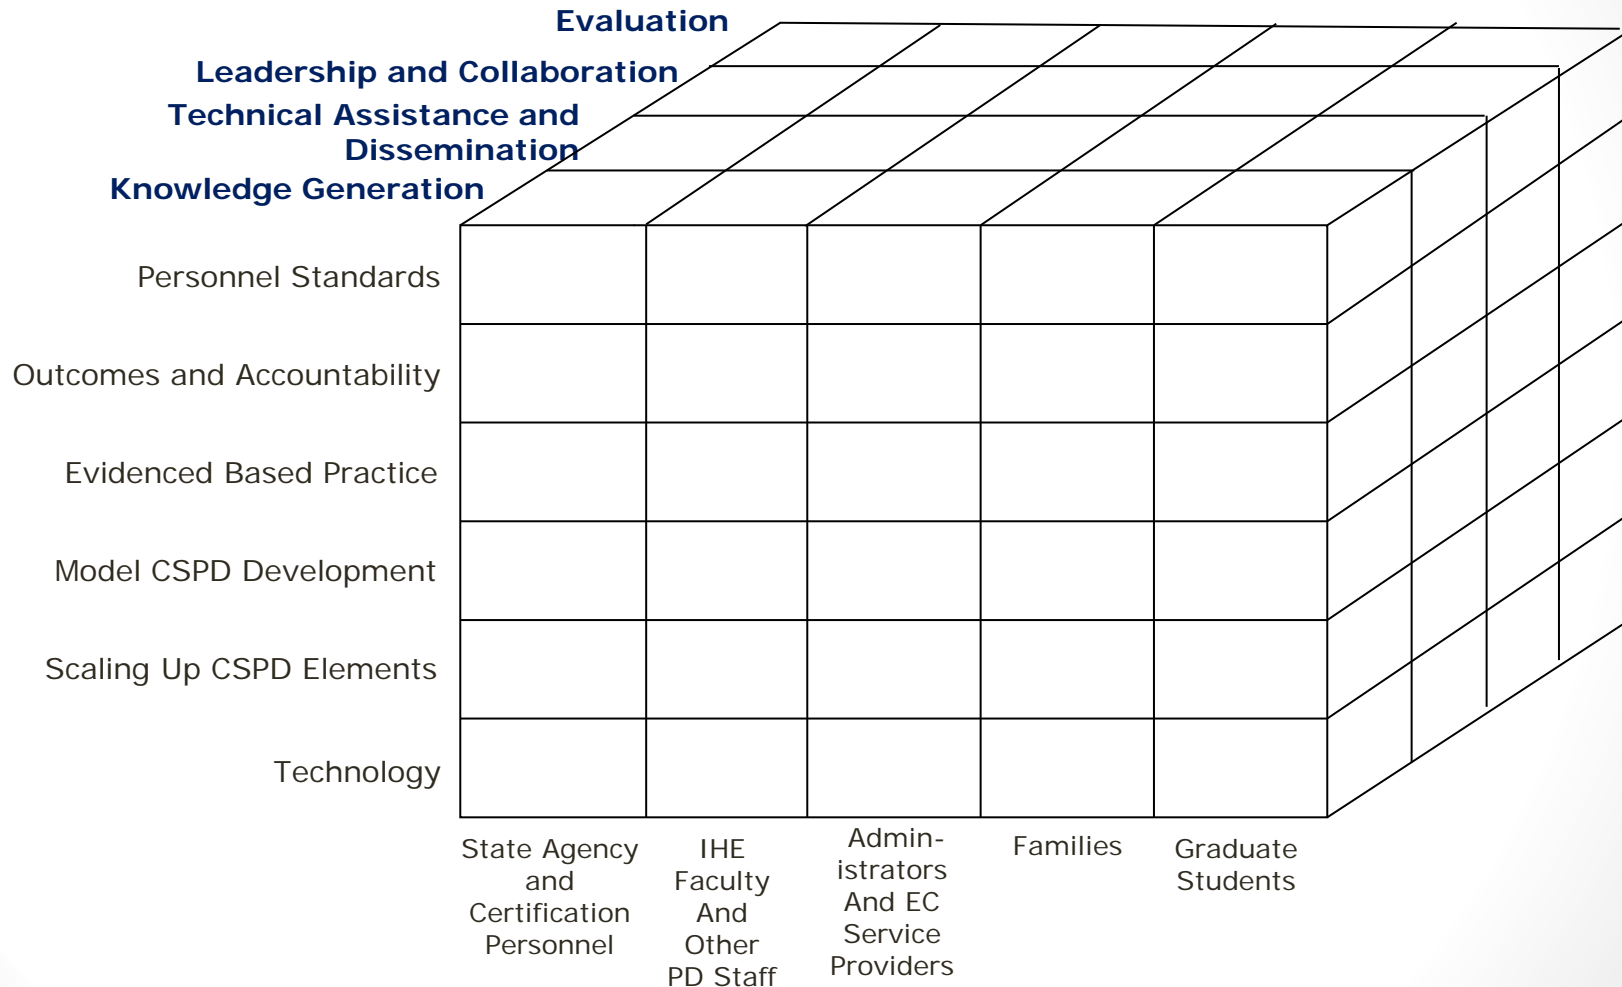 Evaluation
Leadership and Collaboration
Technical Assistance and
Dissemination
Knowledge Generation
Personnel Standards
Outcomes and Accountability
Evidenced Based Practice
Model CSPD Development
Scaling Up CSPD Elements
Technology
State Agency
and
Certification
Personnel
IHE
Faculty
And
Other
PD Staff
Admin-
istrators
And EC
Service
Providers
Families
Graduate
Students